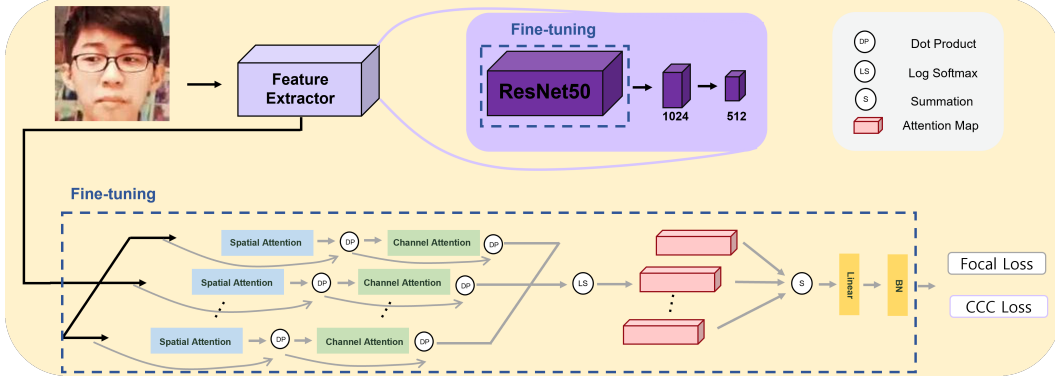 Fine-tuning
Feature
Extractor
ResNet50
1024
512
DP
Dot Product
LS
Log Softmax
S
Summation
Attention Map
Fine-tuning
Spatial Attention
DP
Channel Attention
DP
Spatial Attention
DP
Channel Attention
DP
Spatial Attention
DP
Channel Attention
DP
LS
S
Linear
BN
Focal Loss
CCC Loss